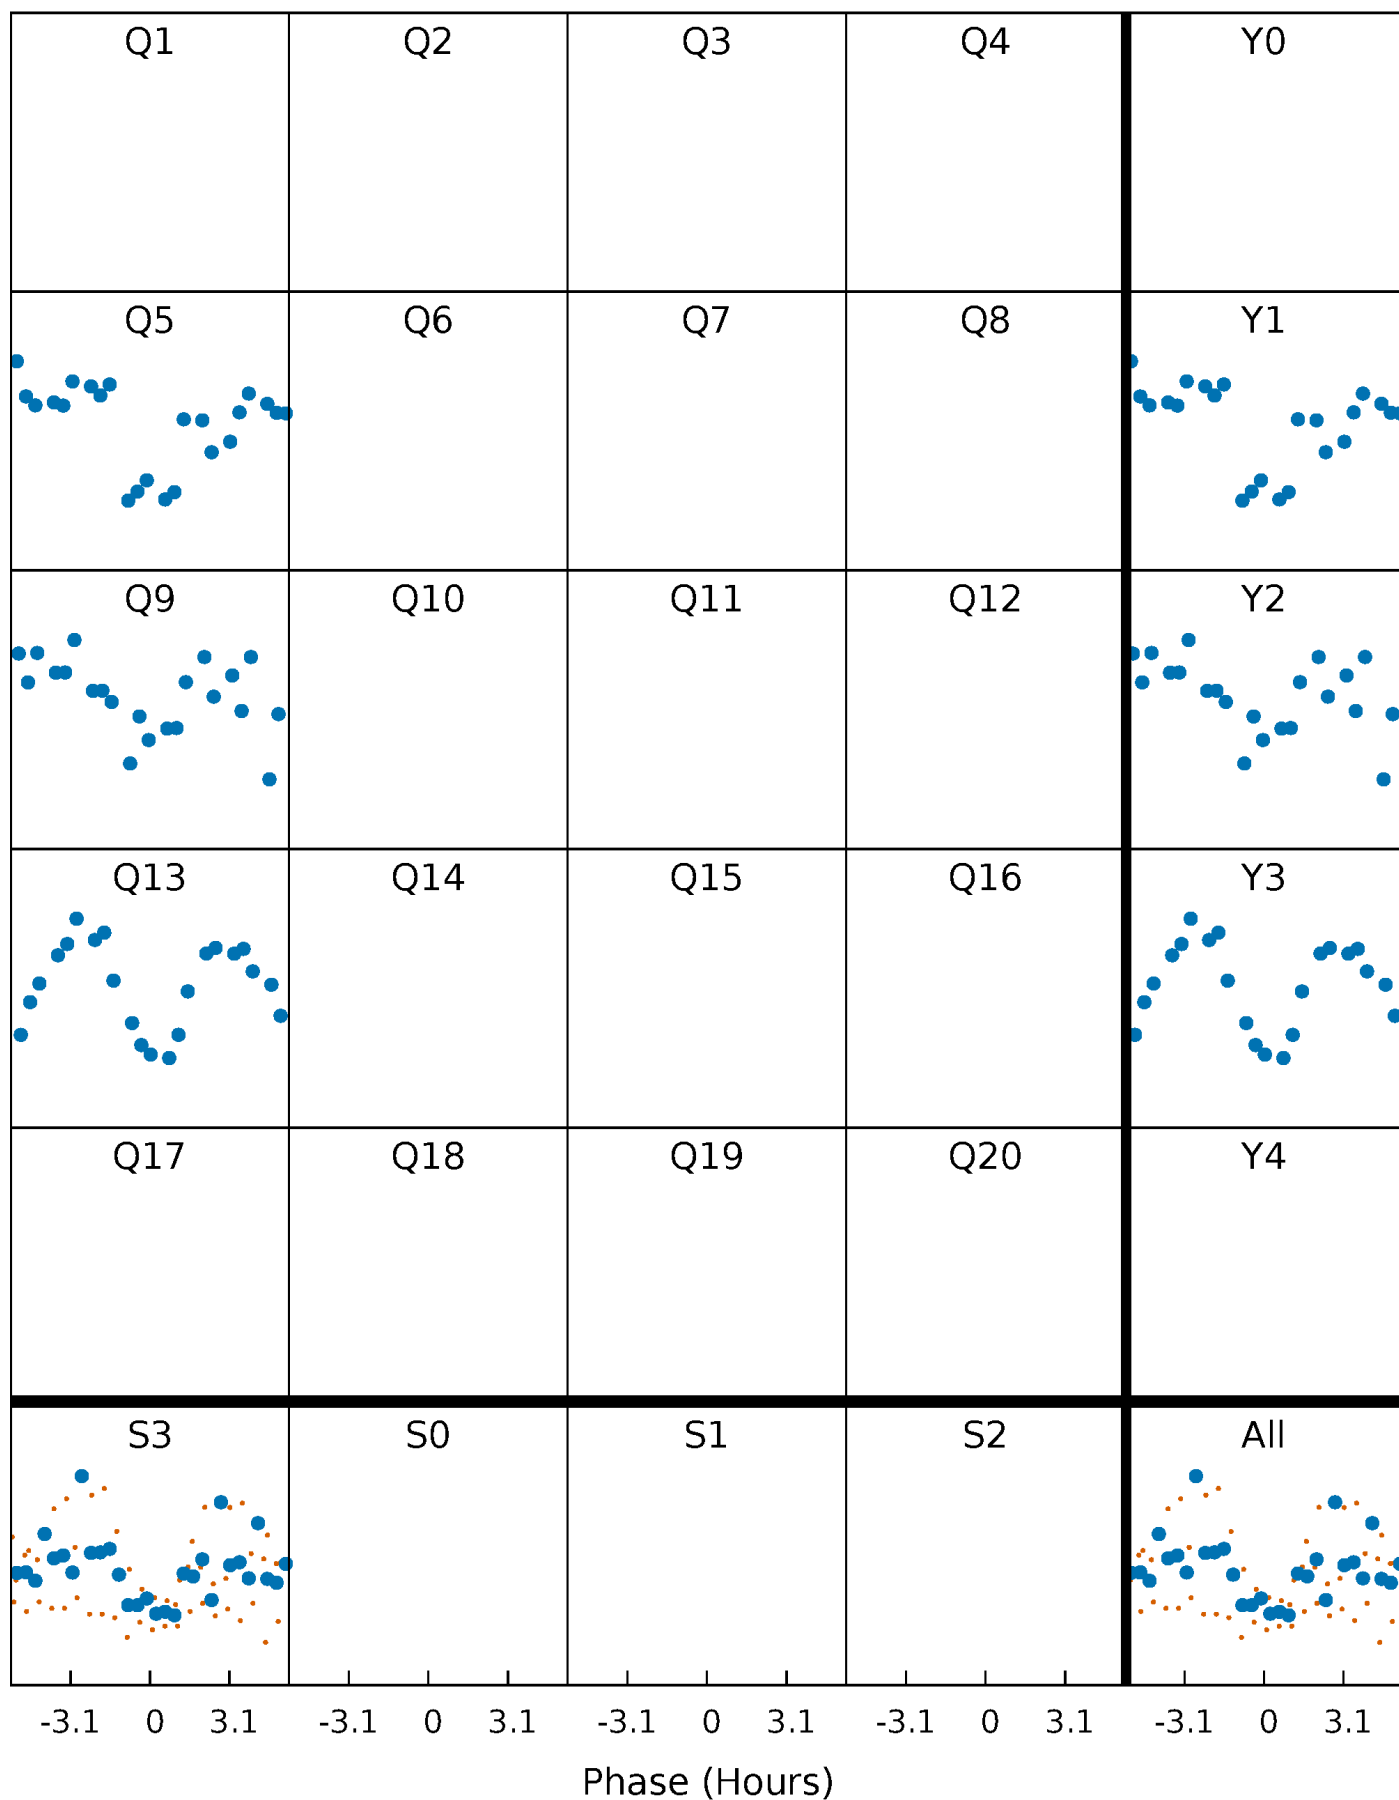 Q1 Q2 Q3 Q4 Y0
Q5 Q6 Q7 Q8 Y1
Q9 Q10 Q11 Q12 Y2
Q13 Q14 Q15 Q16 Y3
Q17 Q18 Q19 Q20 Y4
S3 S0 S1 S2 All
-3.1 0 3.1 -3.1 0 3.1 -3.1 0 3.1 -3.1 0 3.1 -3.1 0 3.1
Phase (Hours)